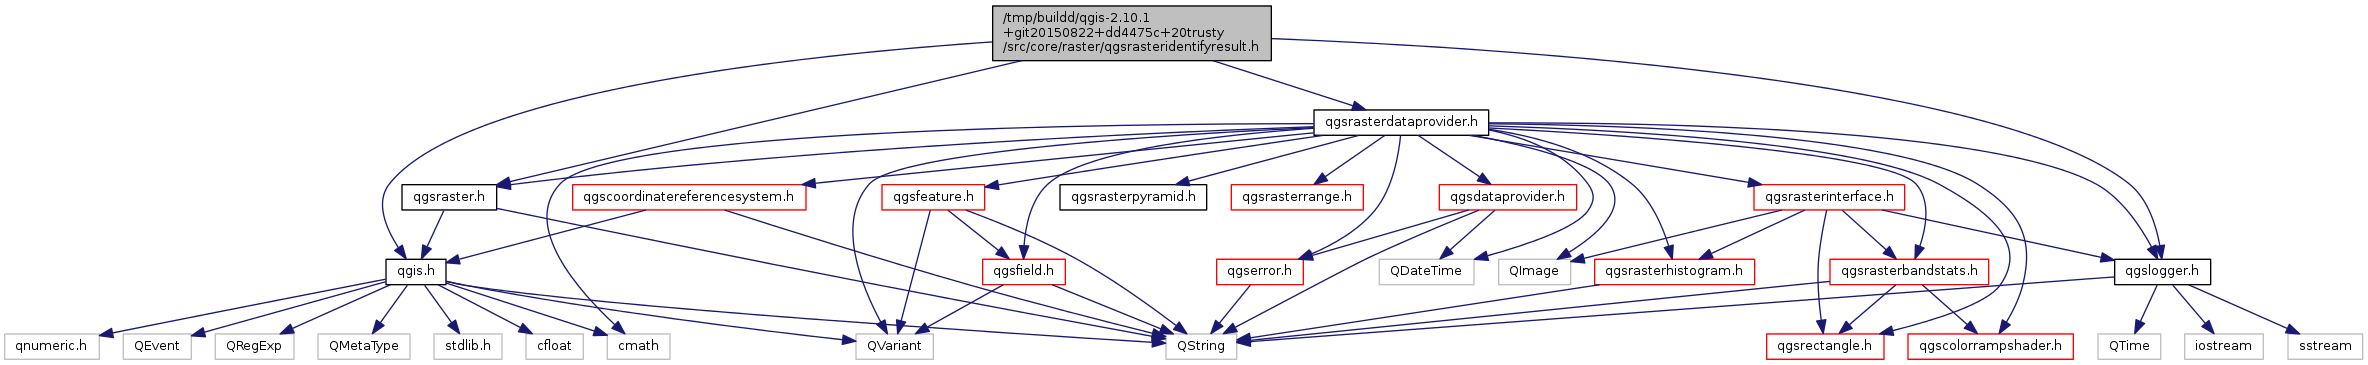 /tmp/buildd/qgis-2.10.1
+git20150822+dd4475c+20trusty
/src/core/raster/qgsrasteridentifyresult.h
qgsrasterdataprovider.h
qgsraster.h
qgscoordinatereferencesystem.h
qgsfeature.h
qgsrasterpyramid.h
qgsrasterrange.h
qgsdataprovider.h
qgsrasterinterface.h
qgis.h
qgsfield.h
qgserror.h
QDateTime
QImage
qgsrasterhistogram.h
qgsrasterbandstats.h
qgslogger.h
qnumeric.h
QEvent
QRegExp
QMetaType
stdlib.h
cfloat
cmath
QVariant
QString
qgsrectangle.h
qgscolorrampshader.h
QTime
iostream
sstream